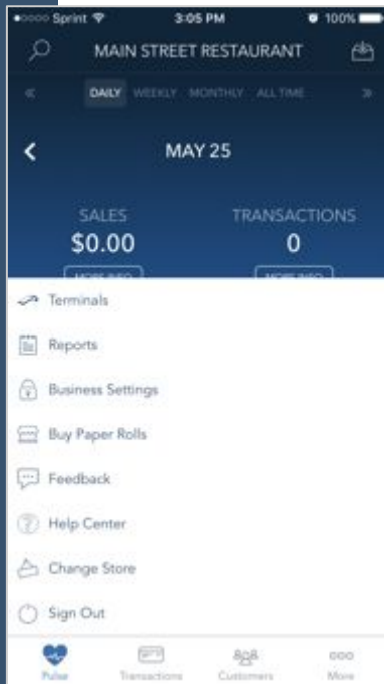 Sprint 3:05 PM 100%
MAIN STREET RESTAURANT
DAILY WEEKLY MONTHLY ALL TIME
MAY 25
SALES TRANSACTIONS
$0.00 0
MORE INFO MORE INFO
Terminals
Reports
Business Settings
Buy Paper Rolls
Feedback
Help Center
Change Store
Sign Out
Pulse Transactions Customers More